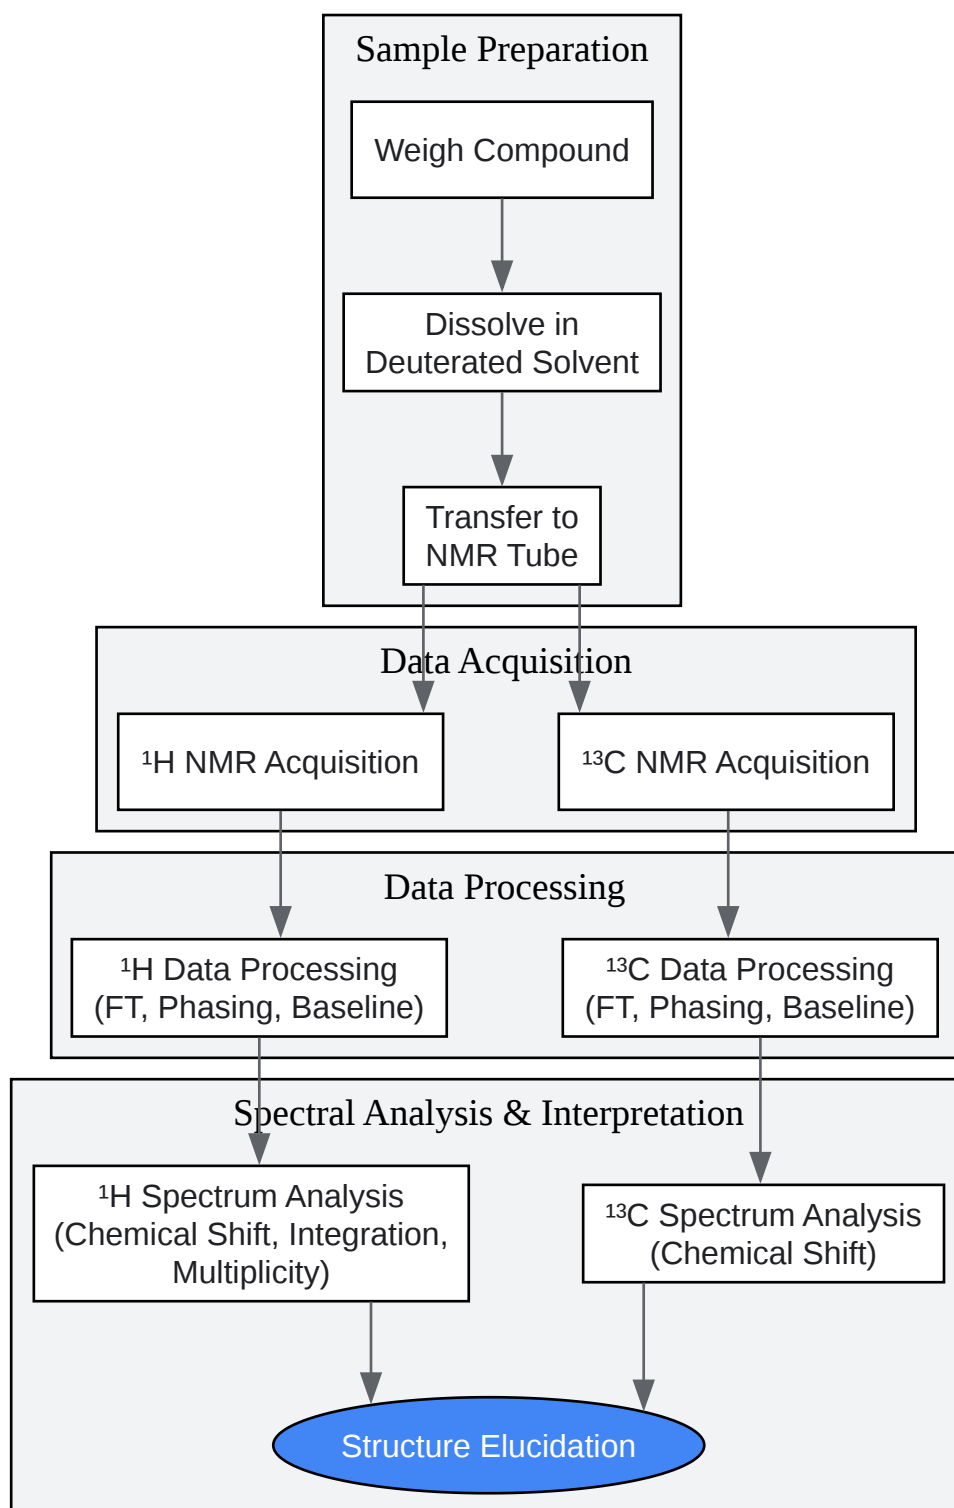 Sample Preparation
Weigh Compound
Dissolve in
Deuterated Solvent
Transfer to
NMR Tube
Data Acquisition
¹H NMR Acquisition
¹³C NMR Acquisition
Data Processing
¹H Data Processing
(FT, Phasing, Baseline)
¹³C Data Processing
(FT, Phasing, Baseline)
Spectral Analysis & Interpretation
¹H Spectrum Analysis
(Chemical Shift, Integration,
Multiplicity)
¹³C Spectrum Analysis
(Chemical Shift)
Structure Elucidation